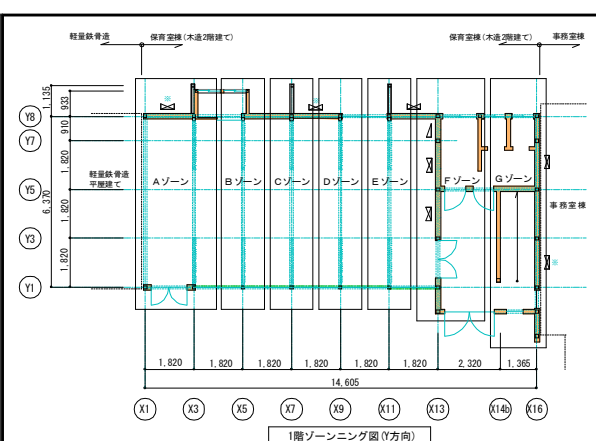 軽量鉄骨造
保育室棟(木造2階建て)
保育室棟(木造2階建て)
事務室棟
1,135
933
910
1,820
1,820
1,820
6,370
Y8
Y7
Y5
Y3
Y1
※
※
※
軽量鉄骨造
平屋建て
Aゾーン
Bゾーン
Cゾーン
Dゾーン
Eゾーン
Fゾーン
Gゾーン
事務室棟
1,820
1,820
1,820
1,820
1,820
1,820
2,320
1,365
14,605
X1
X3
X5
X7
X9
X11
X13
X14b
X16
1階ゾーンニング図(Y方向)